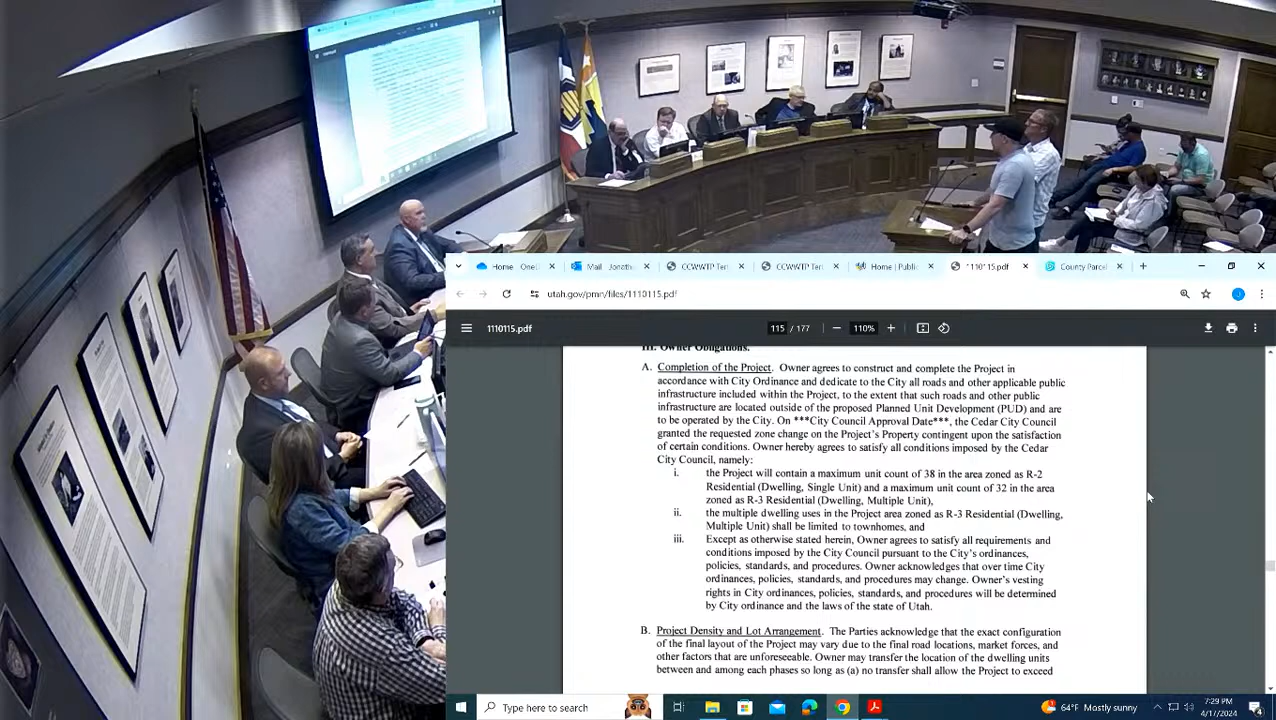 Home
Mail
CCWWTP Ter
CCWWTP Ter
Home | Public
1110115.pdf
County Parcel
utah.gov/pmn/files/1110115.pdf
1110115.pdf
115 / 177
110%
III. Owner Obligations.
A. Completion of the Project. Owner agrees to construct and complete the Project in
accordance with City Ordinance and dedicate to the City all roads and other applicable public
infrastructure included within the Project, to the extent that such roads and other public
infrastructure are located outside of the proposed Planned Unit Development (PUD) and are
to be operated by the City. On ***City Council Approval Date***, the Cedar City Council
granted the requested zone change on the Project's Property contingent upon the satisfaction
of certain conditions. Owner hereby agrees to satisfy all conditions imposed by the Cedar
City Council, namely:
i. the Project will contain a maximum unit count of 38 in the area zoned as R-2
Residential (Dwelling, Single Unit) and a maximum unit count of 32 in the area
zoned as R-3 Residential (Dwelling, Multiple Unit),
ii. the multiple dwelling uses in the Project area zoned as R-3 Residential (Dwelling,
Multiple Unit) shall be limited to townhomes, and
iii. Except as otherwise stated herein, Owner agrees to satisfy all requirements and
conditions imposed by the City Council pursuant to the City's ordinances,
policies, standards, and procedures. Owner acknowledges that over time City
ordinances, policies, standards, and procedures may change. Owner's vesting
rights in City ordinances, policies, standards, and procedures will be determined
by City ordinance and the laws of the state of Utah.
B. Project Density and Lot Arrangement. The Parties acknowledge that the exact configuration
of the final layout of the Project may vary due to the final road locations, market forces, and
other factors that are unforeseeable. Owner may transfer the location of the dwelling units
between and among each phases so long as (a) no transfer shall allow the Project to exceed
Type here to search
64°F Mostly sunny
7:29 PM
4/17/2024